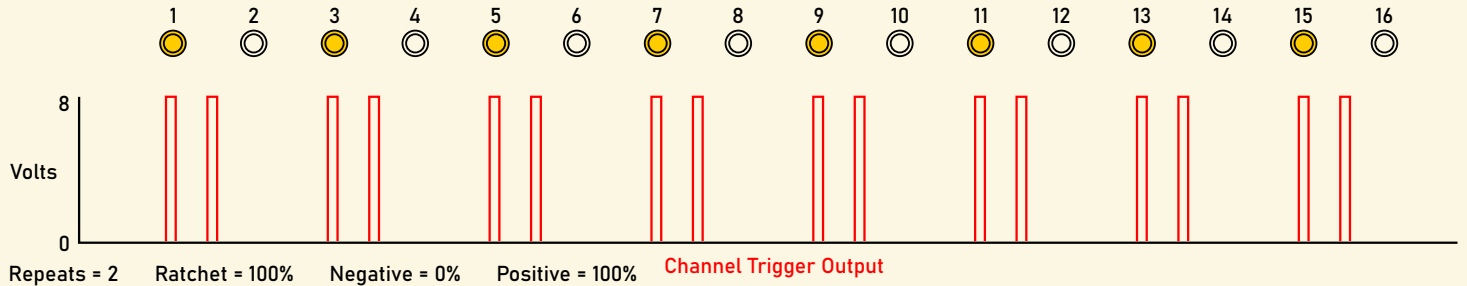 1 2 3 4 5 6 7 8 9 10 11 12 13 14 15 16
8
Volts
0
Repeats = 2 Ratchet = 100% Negative = 0% Positive = 100% Channel Trigger Output